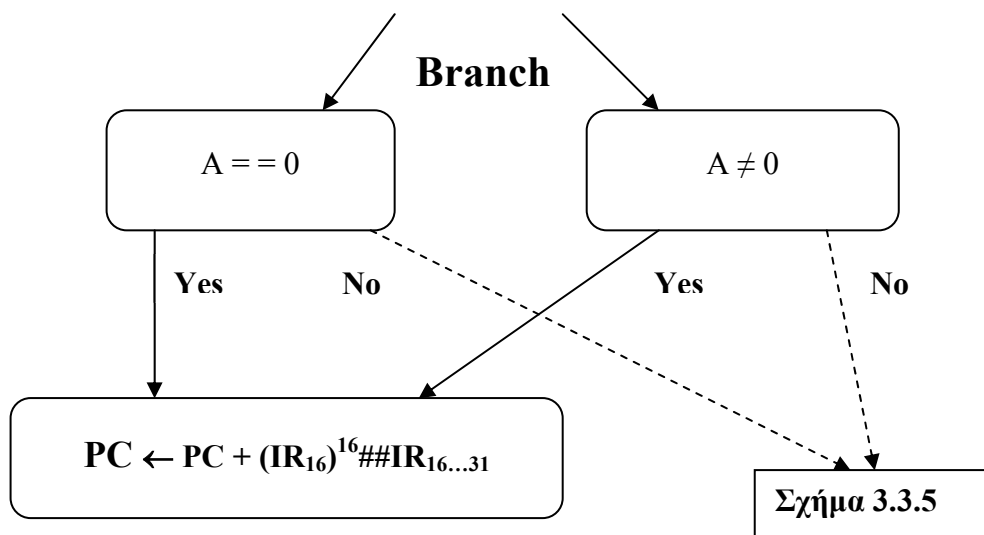 Branch
A = = 0
A ≠ 0
Yes
No
Yes
No
PC ← PC + (IR₁₆)¹⁶##IR₁₆...₃₁
Σχήμα 3.3.5